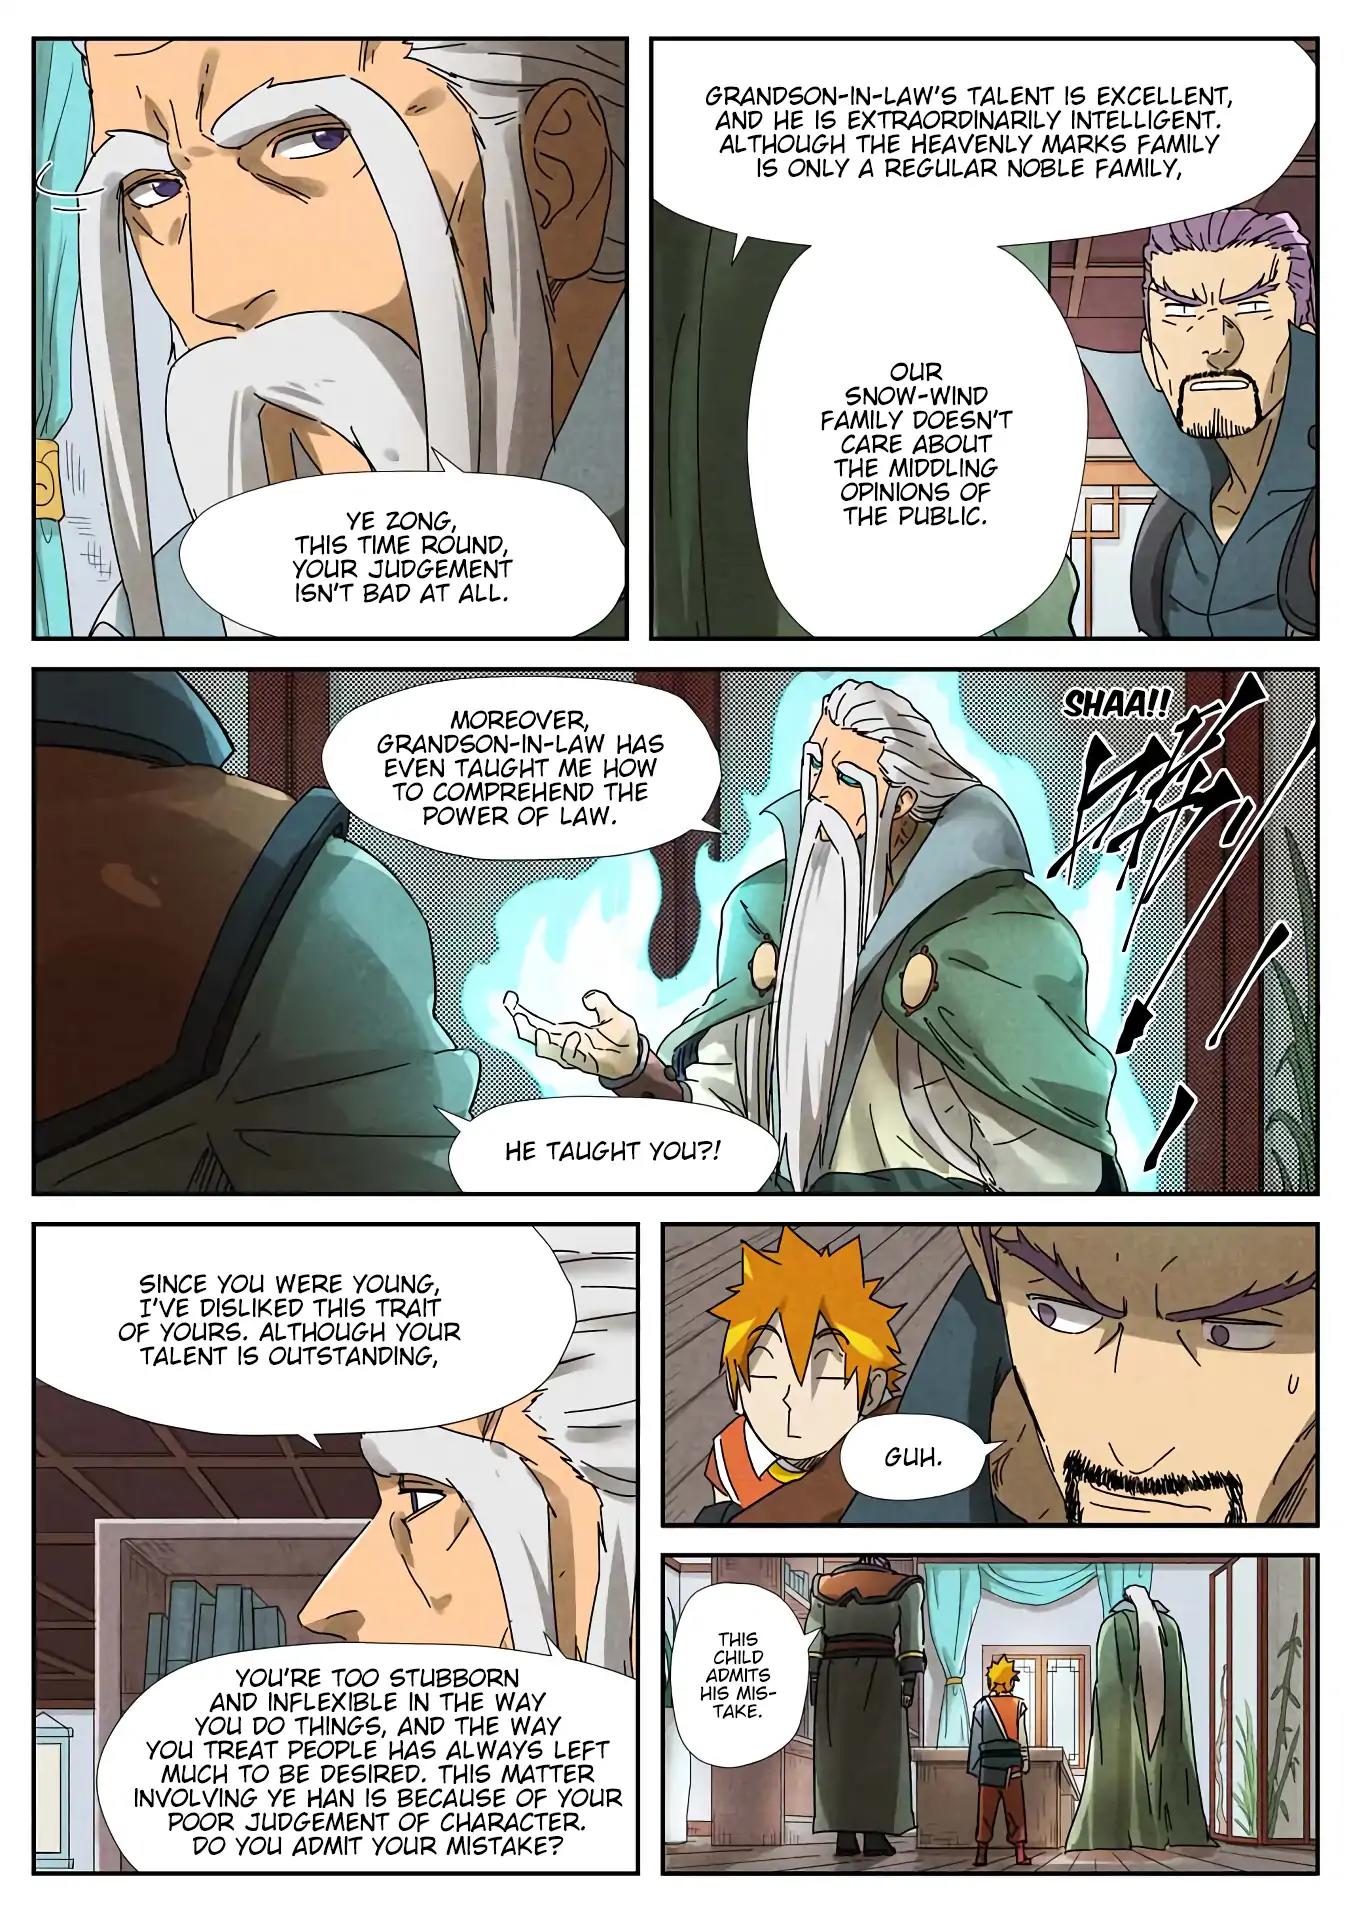 YE ZONG,
THIS TIME ROUND,
YOUR JUDGEMENT
ISN'T BAD AT ALL.
GRANDSON-IN-LAW'S TALENT IS EXCELLENT,
AND HE IS EXTRAORDINARILY INTELLIGENT.
ALTHOUGH THE HEAVENLY MARKS FAMILY
IS ONLY A REGULAR NOBLE FAMILY,
OUR
SNOW-WIND
FAMILY DOESN'T
CARE ABOUT
THE MIDDLING
OPINIONS OF
THE PUBLIC.
MOREOVER,
GRANDSON-IN-LAW HAS
EVEN TAUGHT ME HOW
TO COMPREHEND THE
POWER OF LAW.
SHAA!!
HE TAUGHT YOU?!
SINCE YOU WERE YOUNG,
I'VE DISLIKED THIS TRAIT
OF YOURS. ALTHOUGH YOUR
TALENT IS OUTSTANDING,
YOU'RE TOO STUBBORN
AND INFLEXIBLE IN THE WAY
YOU DO THINGS, AND THE WAY
YOU TREAT PEOPLE HAS ALWAYS LEFT
MUCH TO BE DESIRED. THIS MATTER
INVOLVING YE HAN IS BECAUSE OF YOUR
POOR JUDGEMENT OF CHARACTER.
DO YOU ADMIT YOUR MISTAKE?
GUH.
THIS
CHILD
ADMITS
HIS MIS-
TAKE.